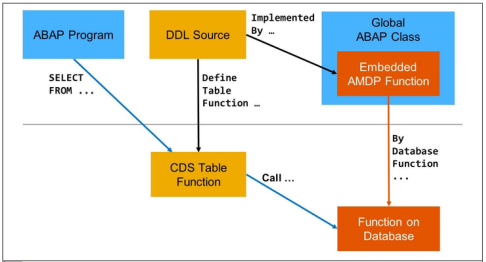 ABAP Program
DDL Source
Implemented
By …
Global
ABAP Class
Embedded
AMDP Function
SELECT
FROM ...
Define
Table
Function …
By
Database
Function
...
CDS Table
Function
Call …
Function on
Database